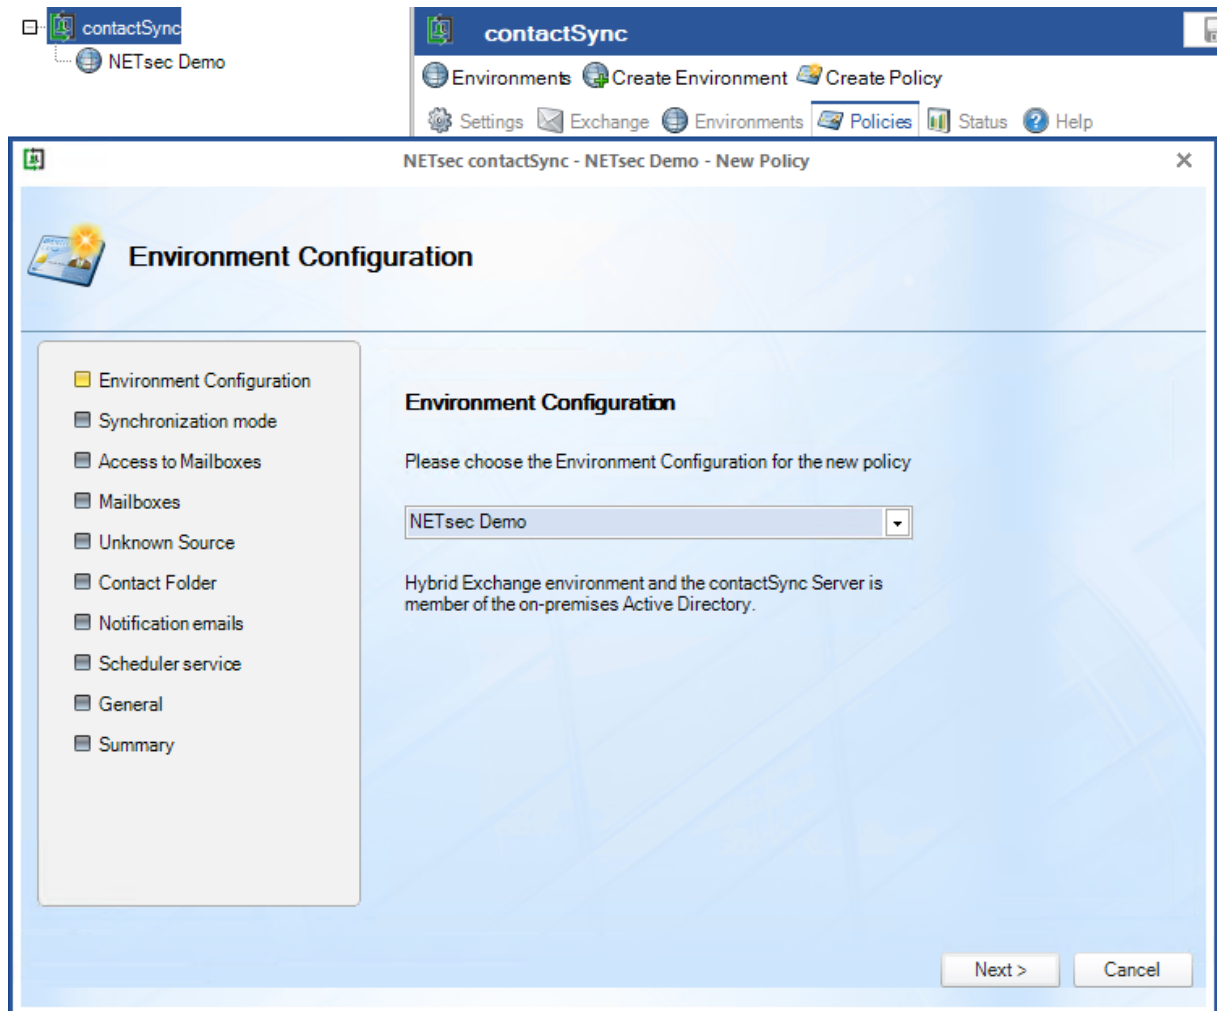 contactSync
NETsec Demo
contactSync
Environments Create Environment Create Policy
Settings Exchange Environments Policies Status Help
NETsec contactSync - NETsec Demo - New Policy
Environment Configuration
Environment Configuration
Synchronization mode
Access to Mailboxes
Mailboxes
Unknown Source
Contact Folder
Notification emails
Scheduler service
General
Summary
Environment Configuration
Please choose the Environment Configuration for the new policy
NETsec Demo
Hybrid Exchange environment and the contactSync Server is
member of the on-premises Active Directory.
Next >
Cancel